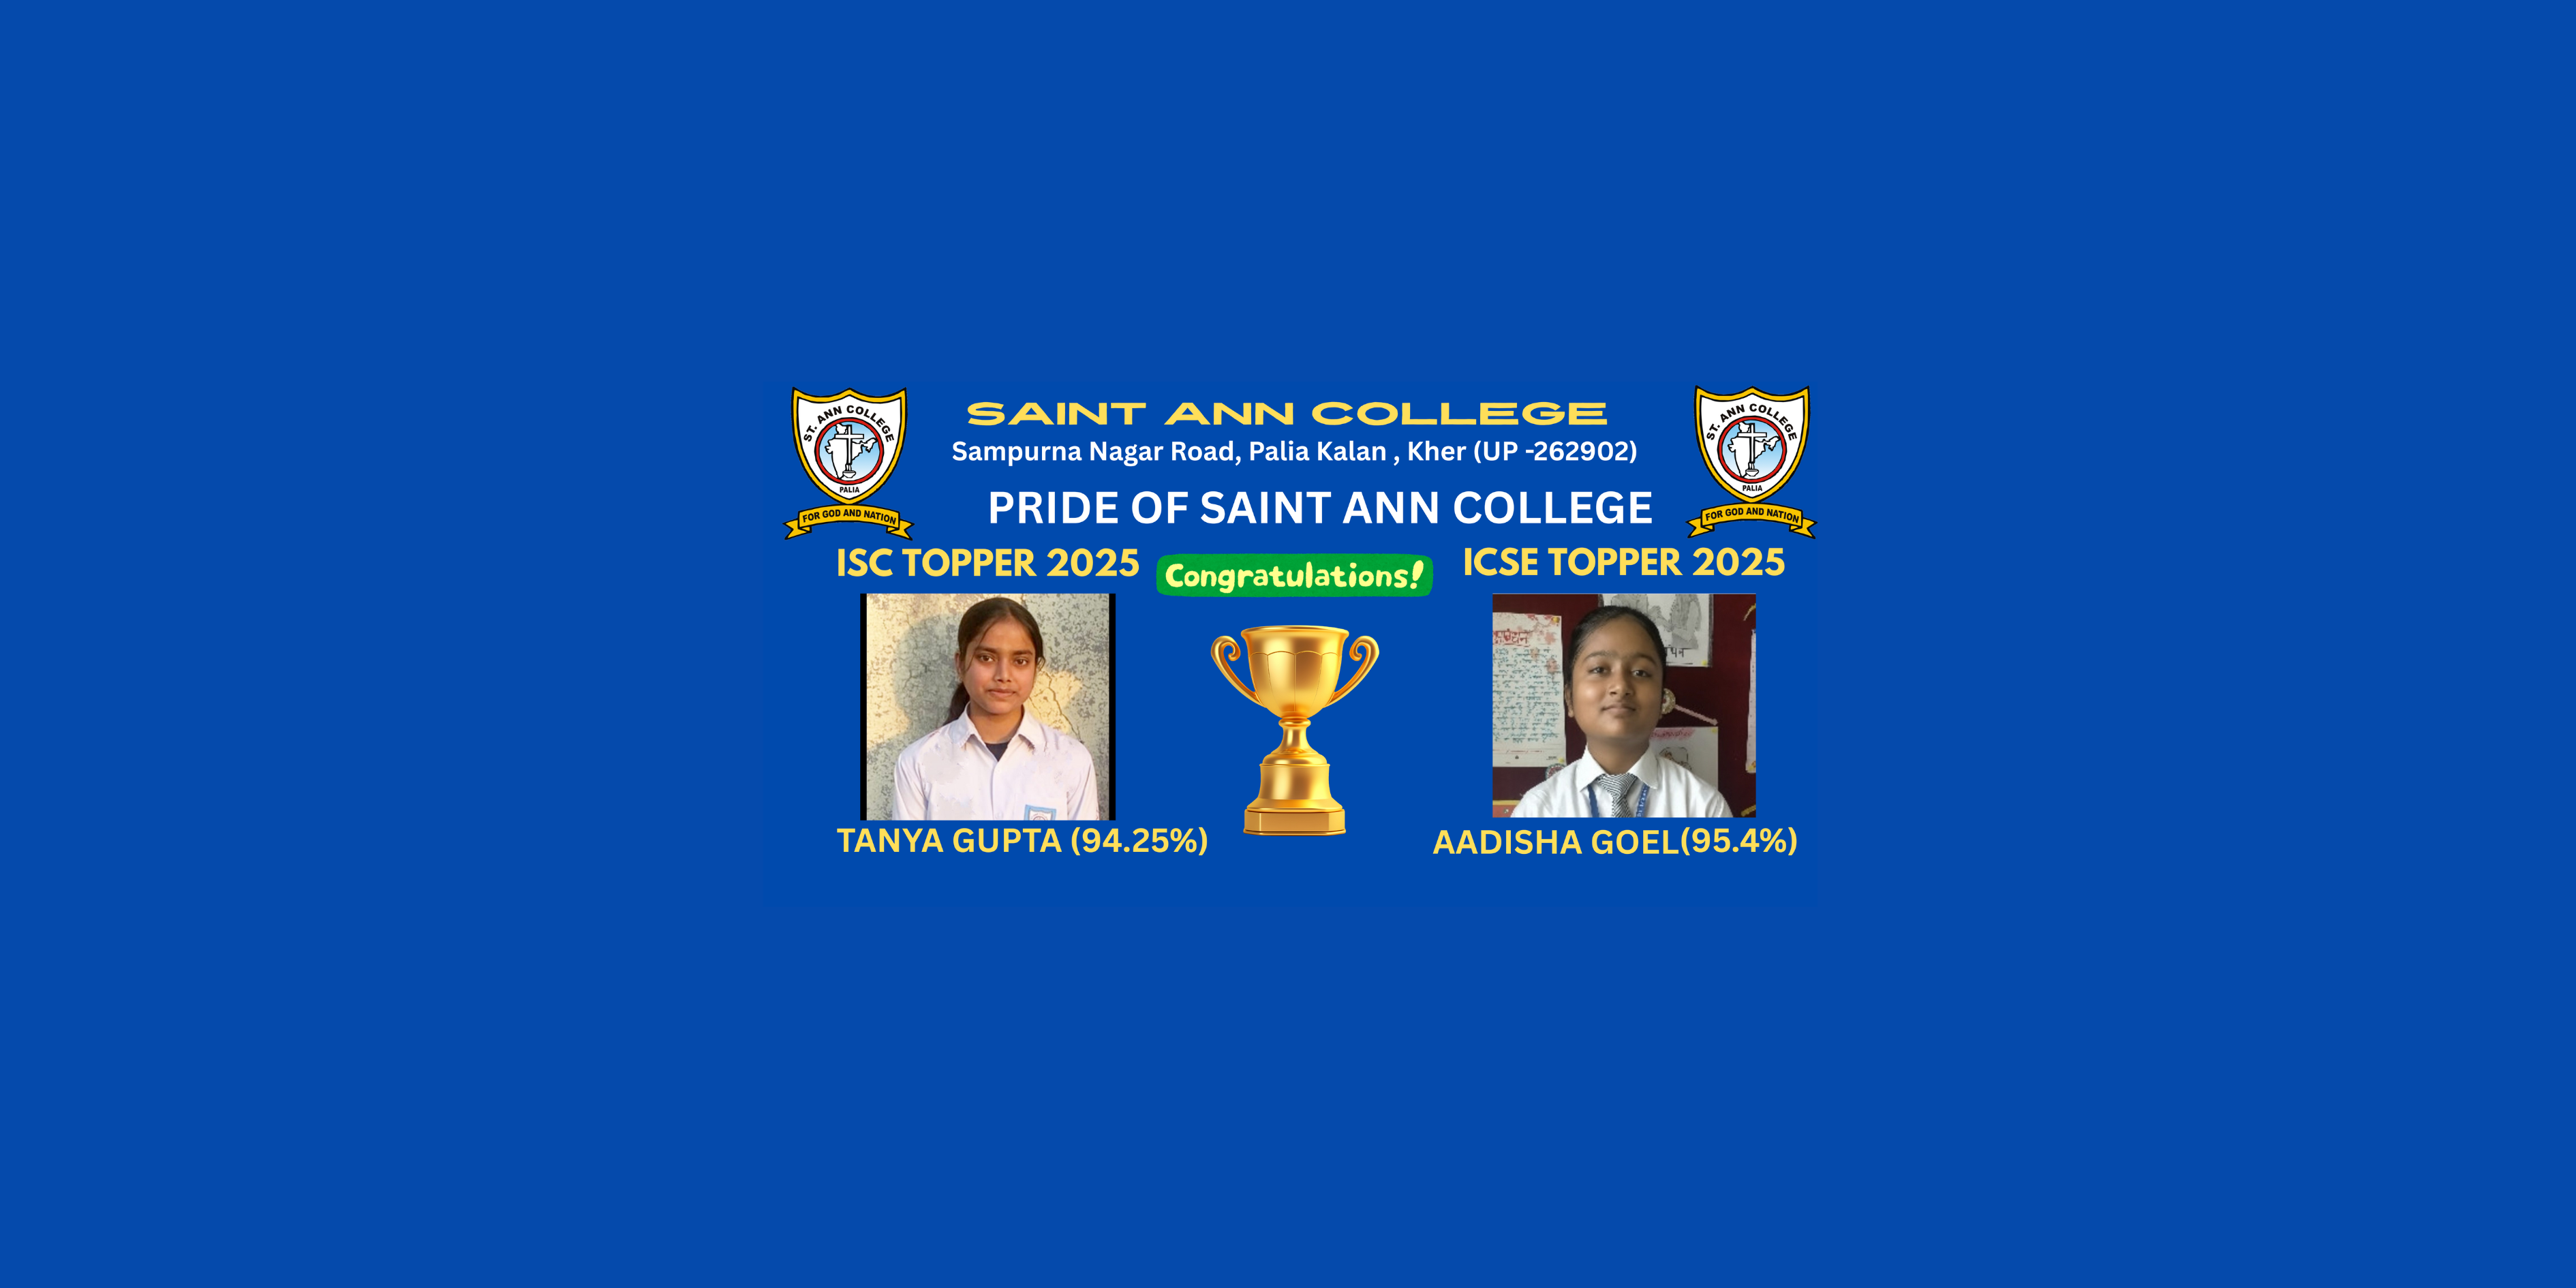 ST. ANN COLLEGE
PALIA
FOR GOD AND NATION
SAINT ANN COLLEGE
Sampurna Nagar Road, Palia Kalan , Kher (UP -262902)
PRIDE OF SAINT ANN COLLEGE
ST. ANN COLLEGE
PALIA
FOR GOD AND NATION
ISC TOPPER 2025
Congratulations!
ICSE TOPPER 2025
TANYA GUPTA (94.25%)
AADISHA GOEL(95.4%)